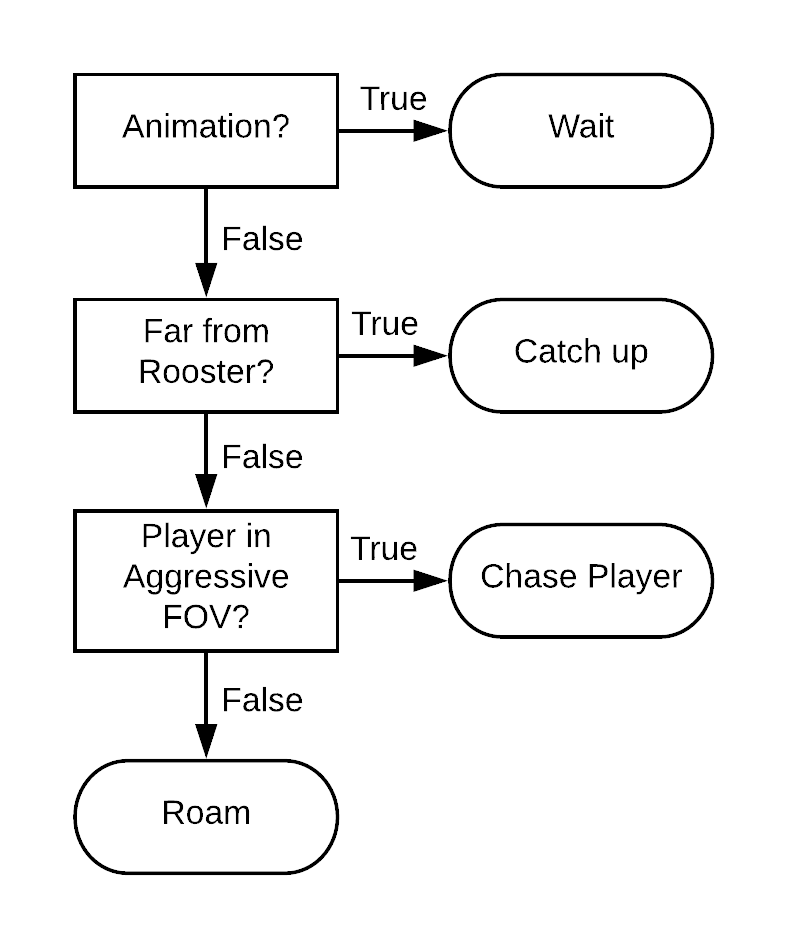 Animation?
True
Wait
False
Far from
Rooster?
True
Catch up
False
Player in
Aggressive
FOV?
True
Chase Player
False
Roam